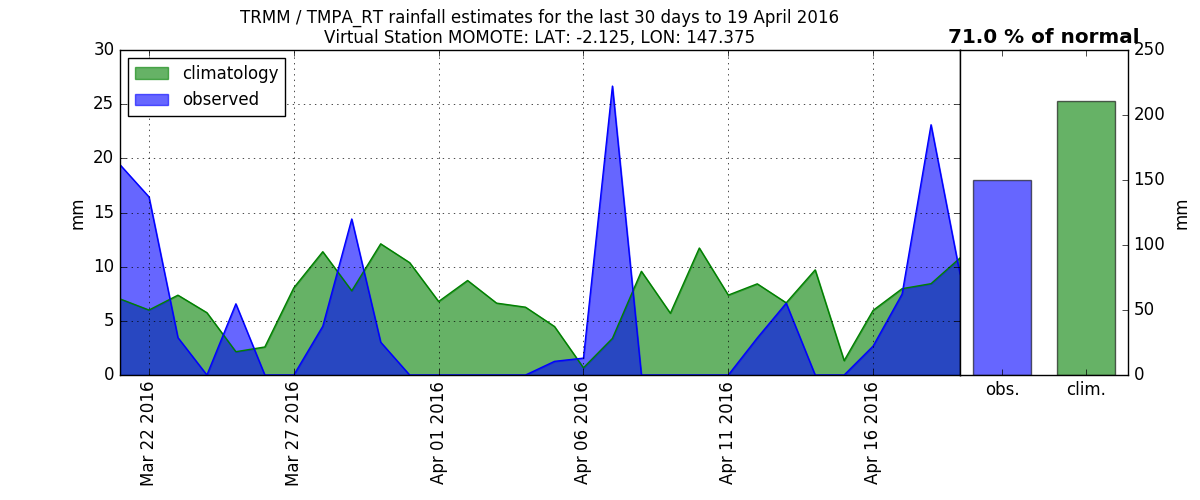 TRMM / TMPA_RT rainfall estimates for the last 30 days to 19 April 2016
Virtual Station MOMOTE: LAT: -2.125, LON: 147.375
71.0 % of normal
climatology
observed
30
25
20
15
10
5
0
mm
Mar 22 2016
Mar 27 2016
Apr 01 2016
Apr 06 2016
Apr 11 2016
Apr 16 2016
250
200
150
100
50
0
mm
obs.
clim.